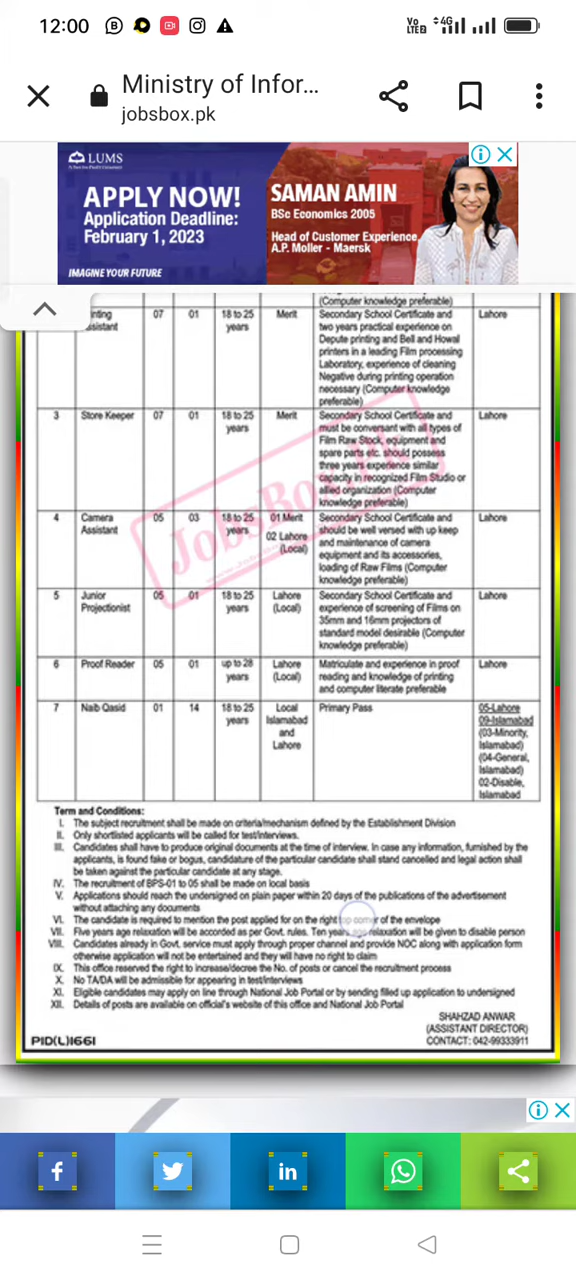 12:00
Vo LTE2 4G
Ministry of Infor...
jobsbox.pk
LUMS
APPLY NOW!
Application Deadline:
February 1, 2023
IMAGINE YOUR FUTURE
SAMAN AMIN
BSc Economics 2005
Head of Customer Experience,
A.P. Moller - Maersk
(Computer knowledge preferable)
inting 07 01 18 to 25 Merit Secondary School Certificate and Lahore
sistant years two years practical experience on
Depute printing and Bell and Howal
printers in a leading Film processing
Laboratory, experience of cleaning
Negative during printing operation
necessary (Computer knowledge
preferable)
3 Store Keeper 07 01 18 to 25 Merit Secondary School Certificate and Lahore
years must be conversant with all types of
Film Raw Stock, equipment and
spare parts etc. should possess
three years experience similar
capacity in recognized Film Studio or
allied organization (Computer
knowledge preferable)
4 Camera 05 03 18 to 25 01 Merit Secondary School Certificate and Lahore
Assistant years 02 Lahore should be well versed with up keep
(Local) and maintenance of camera
equipment and its accessories,
loading of Raw Films (Computer
knowledge preferable)
5 Junior 05 01 18 to 25 Lahore Secondary School Certificate and Lahore
Projectionist years (Local) experience of screening of Films on
35mm and 16mm projectors of
standard model desirable (Computer
knowledge preferable)
6 Proof Reader 05 01 up to 28 Lahore Matriculate and experience in proof Lahore
years (Local) reading and knowledge of printing
and computer literate preferable
7 Naib Qasid 01 14 18 to 25 Local Primary Pass 05-Lahore
years Islamabad 09-Islamabad
and (03-Minority,
Lahore Islamabad)
(04-General,
Islamabad)
02-Disable,
Islamabad
JobsBox.Pk
Term and Conditions:
I. The subject recruitment shall be made on criteria/mechanism defined by the Establishment Division
II. Only shortlisted applicants will be called for test/interviews.
III. Candidates shall have to produce original documents at the time of interview. In case any information, furnished by the
applicants, is found fake or bogus, candidature of the particular candidate shall stand cancelled and legal action shall
be taken against the particular candidate at any stage.
IV. The recruitment of BPS-01 to 05 shall be made on local basis
V. Applications should reach the undersigned on plain paper within 20 days of the publications of the advertisement
without attaching any documents
VI. The candidate is required to mention the post applied for on the right up corner of the envelope
VII. Five years age relaxation will be accorded as per Govt. rules. Ten years age relaxation will be given to disable person
VIII. Candidates already in Govt. service must apply through proper channel and provide NOC along with application form
otherwise application will not be entertained and they will have no right to claim
IX. This office reserved the right to increase/decree the No. of posts or cancel the recruitment process
X. No TA/DA will be admissible for appearing in test/interviews
XI. Eligible candidates may apply on line through National Job Portal or by sending filled up application to undersigned
XII. Details of posts are available on official's website of this office and National Job Portal
SHAHZAD ANWAR
(ASSISTANT DIRECTOR)
PID(L)1661 CONTACT: 042-99333911